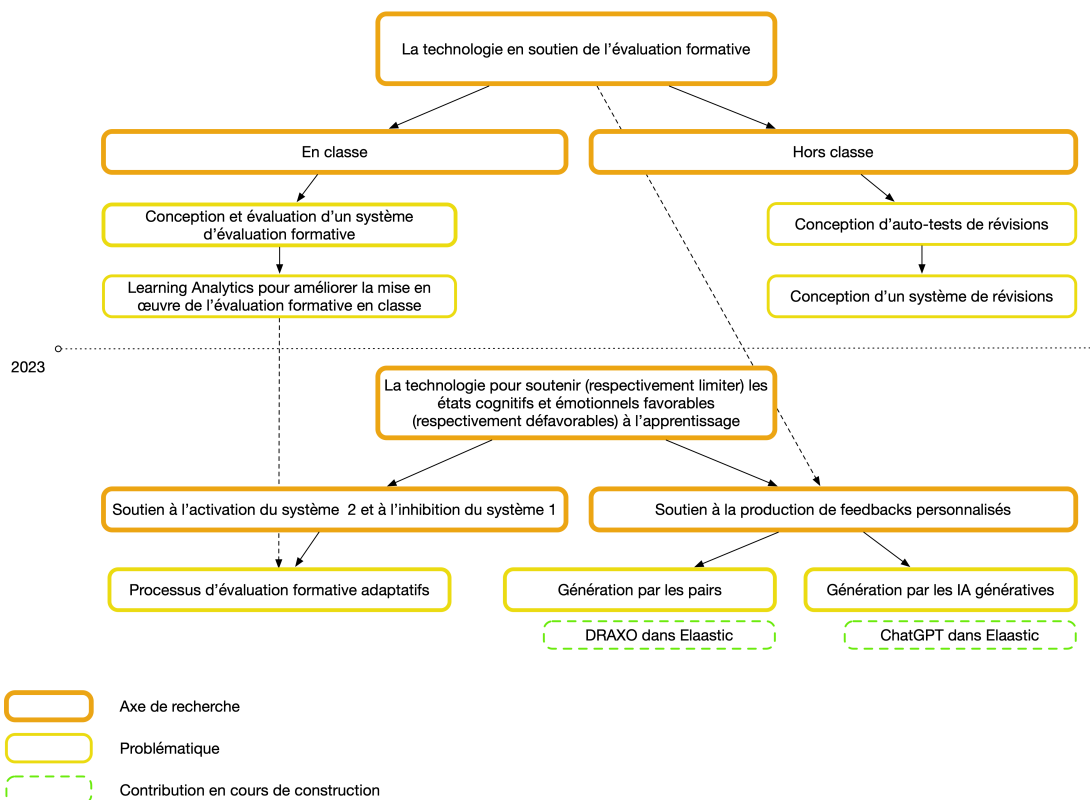 La technologie en soutien de l'évaluation formative
En classe
Hors classe
Conception et évaluation d'un système
d'évaluation formative
Conception d'auto-tests de révisions
Learning Analytics pour améliorer la mise en
œuvre de l'évaluation formative en classe
Conception d'un système de révisions
2023
La technologie pour soutenir (respectivement limiter) les
états cognitifs et émotionnels favorables
(respectivement défavorables) à l'apprentissage
Soutien à l'activation du système 2 et à l'inhibition du système 1
Soutien à la production de feedbacks personnalisés
Processus d'évaluation formative adaptatifs
Génération par les pairs
Génération par les IA génératives
DRAXO dans Elaastic
ChatGPT dans Elaastic
Axe de recherche
Problématique
Contribution en cours de construction